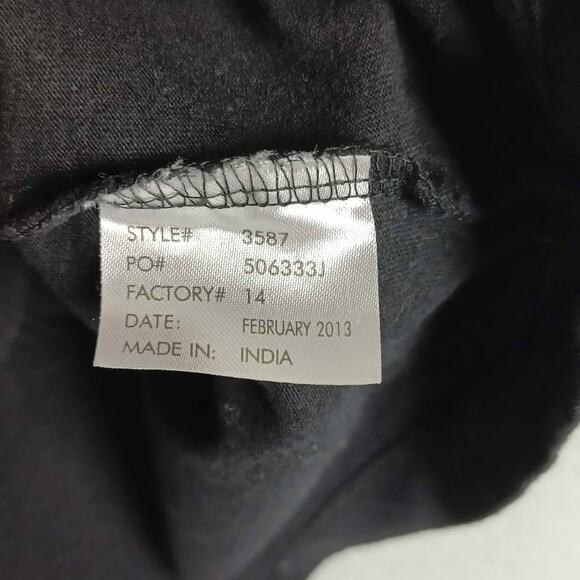 STYLE# 3587
PO# 506333J
FACTORY# 14
DATE: FEBRUARY 2013
MADE IN: INDIA